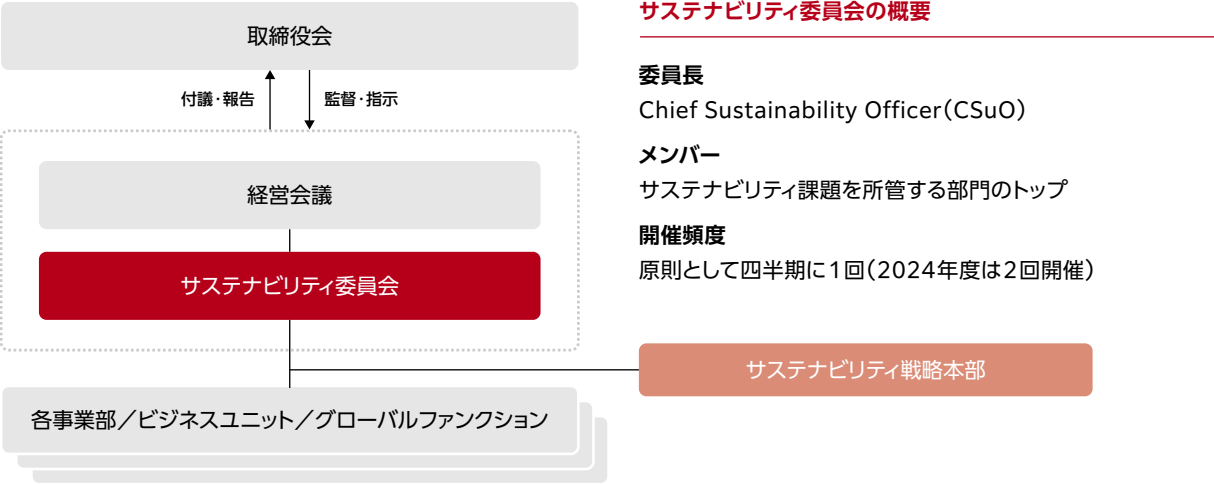 取締役会
付議・報告
監督・指示
経営会議
サステナビリティ委員会
各事業部／ビジネスユニット／グローバルファンクション
サステナビリティ委員会の概要
委員長
Chief Sustainability Officer（CSuO）
メンバー
サステナビリティ課題を所管する部門のトップ
開催頻度
原則として四半期に1回（2024年度は2回開催）
サステナビリティ戦略本部